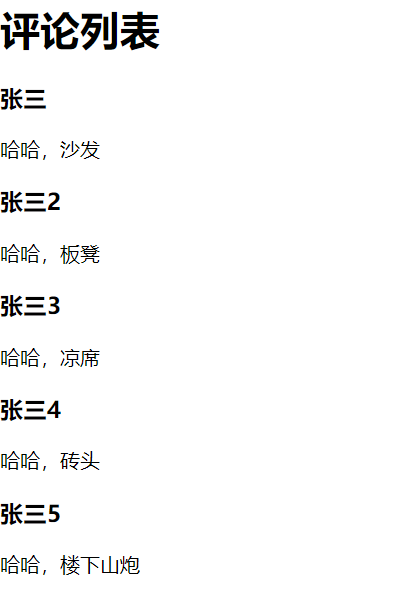 评论列表
张三
哈哈，沙发
张三2
哈哈，板凳
张三3
哈哈，凉席
张三4
哈哈，砖头
张三5
哈哈，楼下山炮